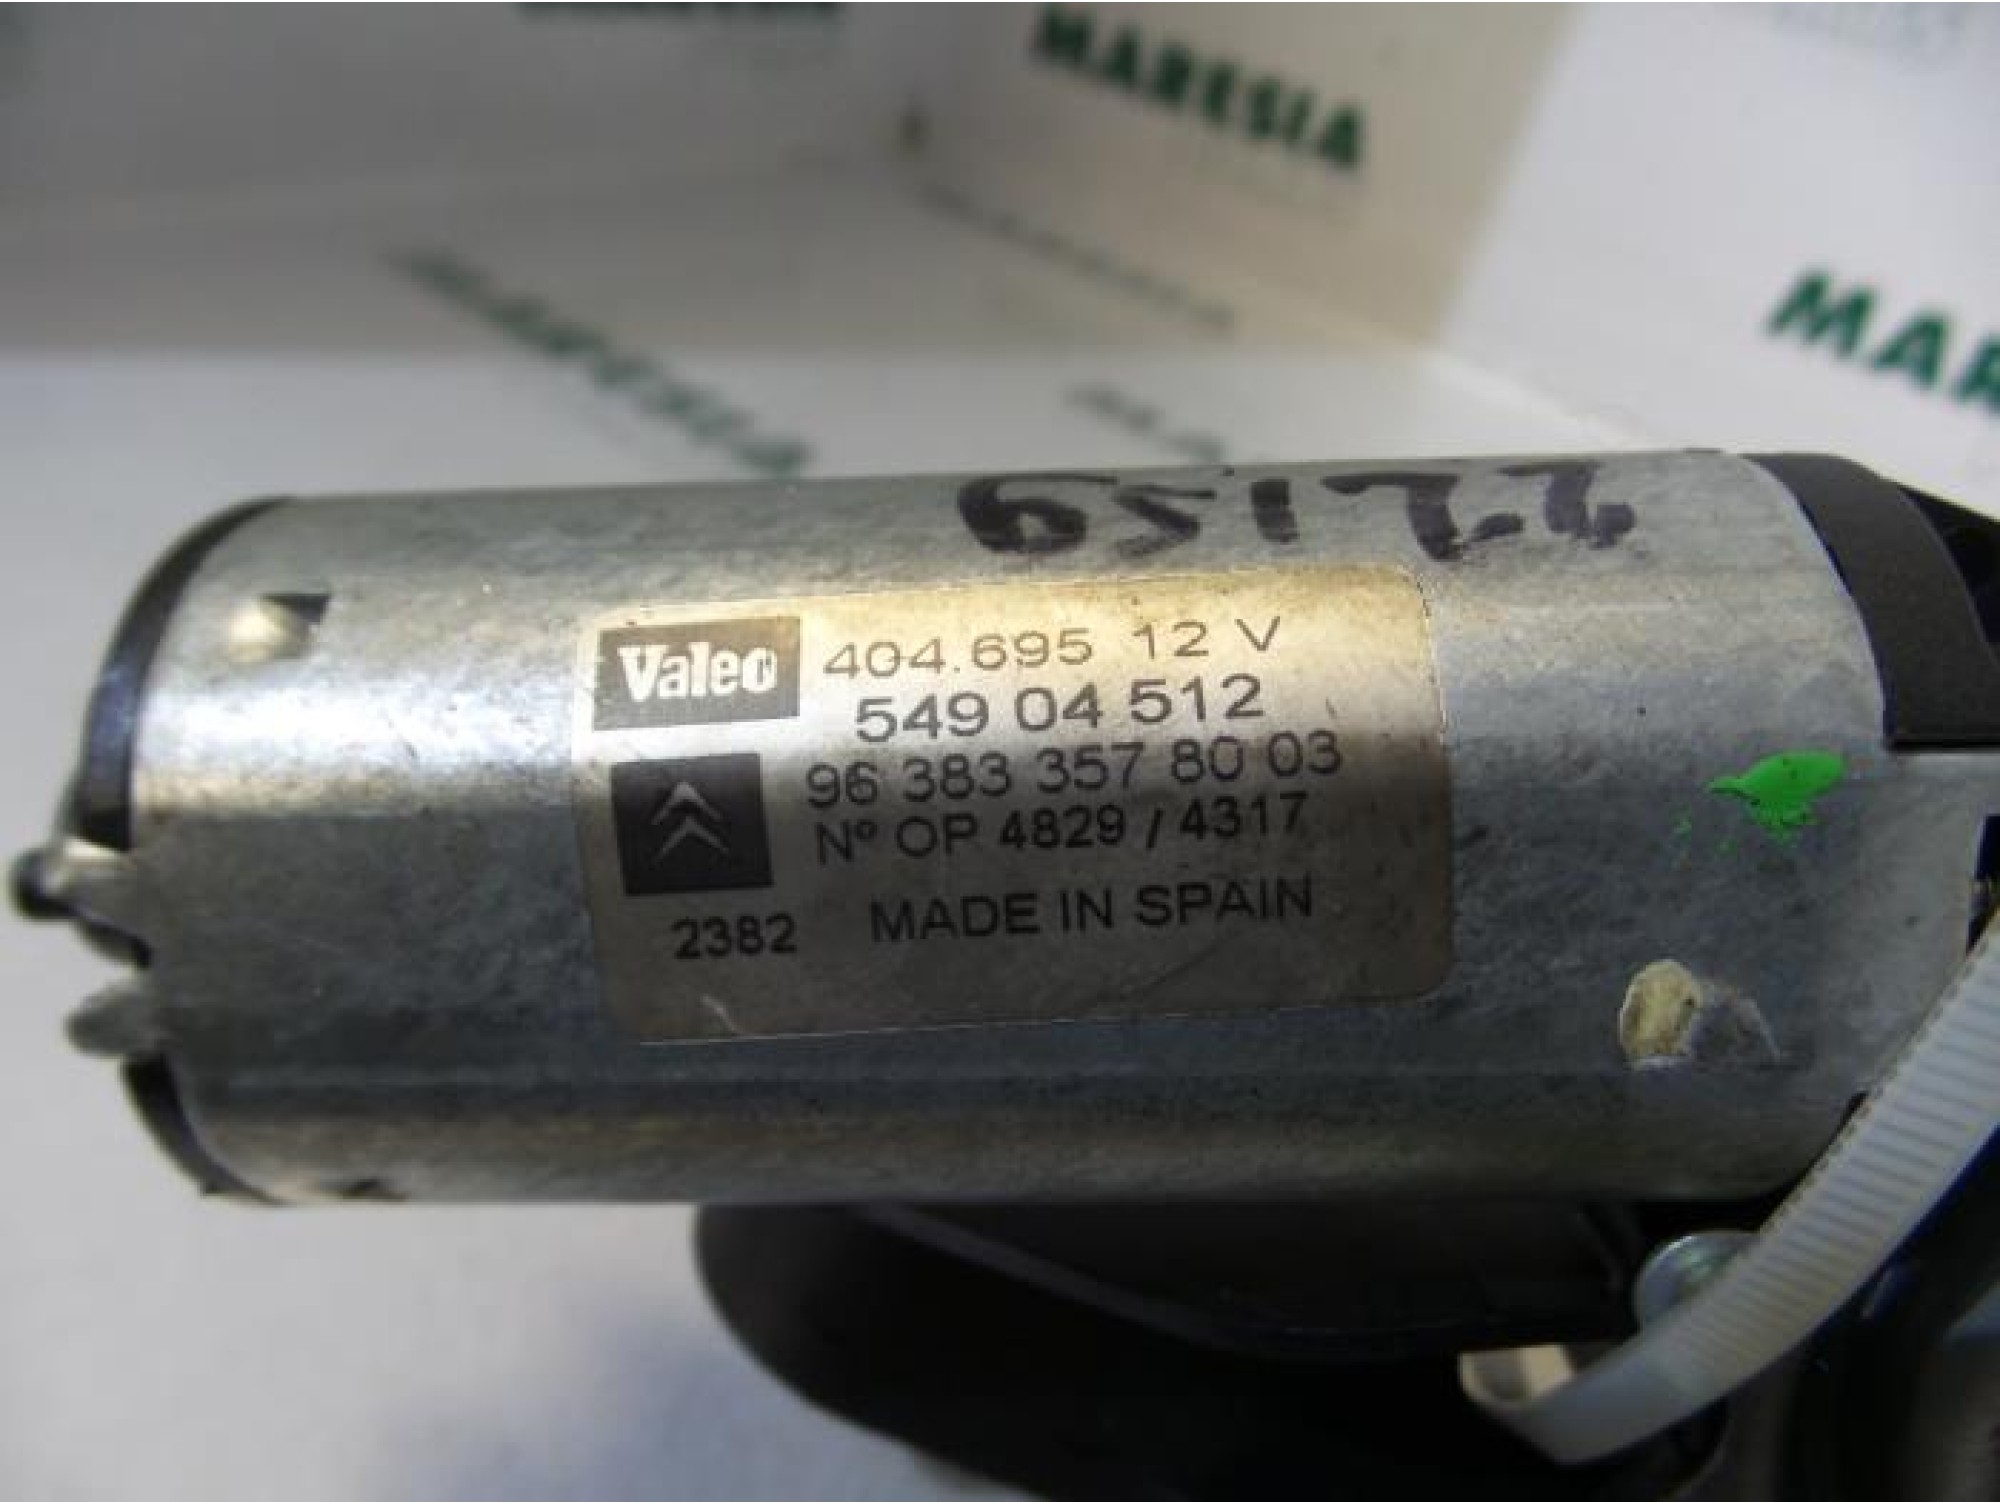 MARESIA
MAR
22159
Valeo
404.695 12 V
549 04 512
96 383 357 80 03
Nº OP 4829 / 4317
2382 MADE IN SPAIN